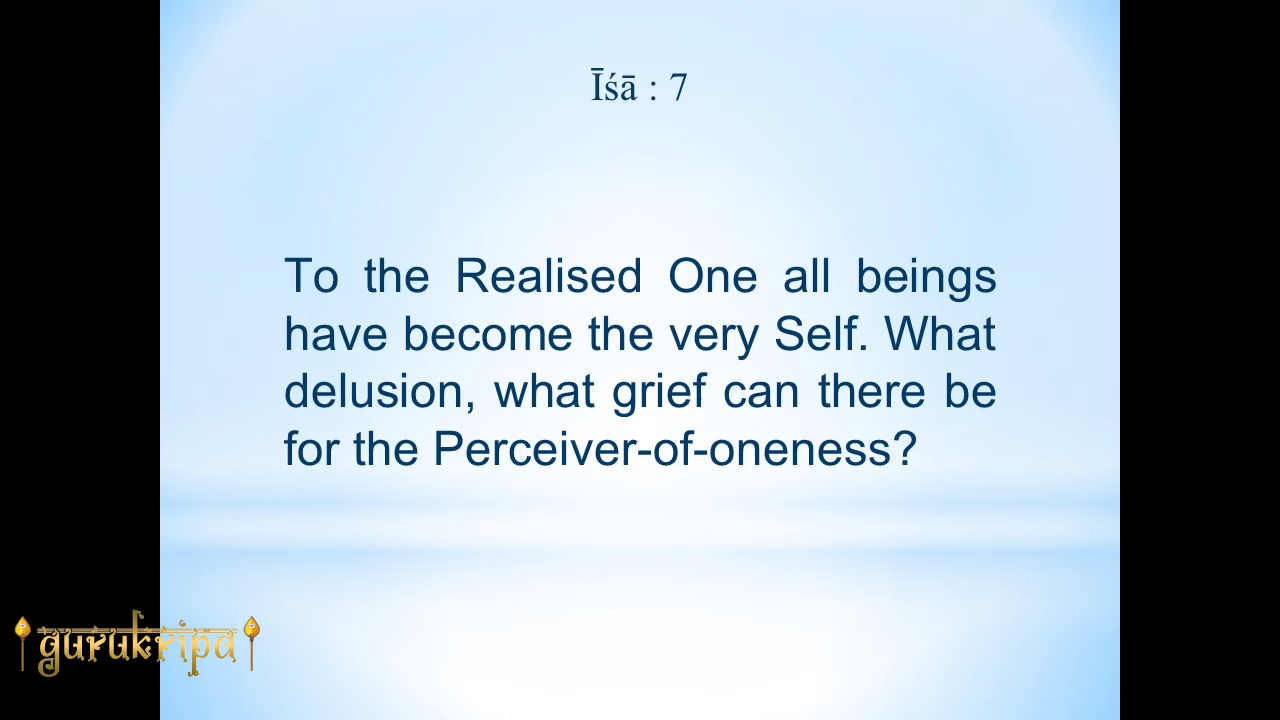 Īśā : 7
To the Realised One all beings
have become the very Self. What
delusion, what grief can there be
for the Perceiver-of-oneness?
gurukripa